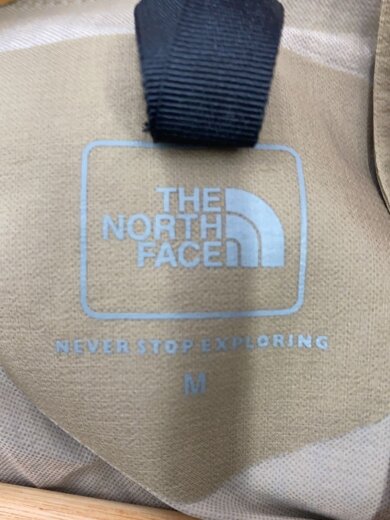 THE
NORTH
FACE
NEVER STOP EXPLORING
M